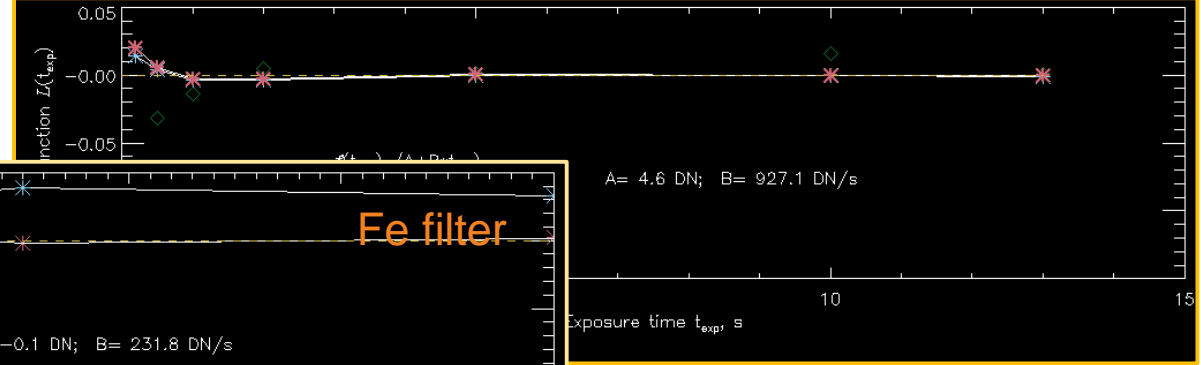 0.05
−0.00
−0.05
unction L(t_exp)
A= 4.6 DN;  B= 927.1 DN/s
Fe filter
10
15
Exposure time t_exp, s
−0.1 DN;  B= 231.8 DN/s